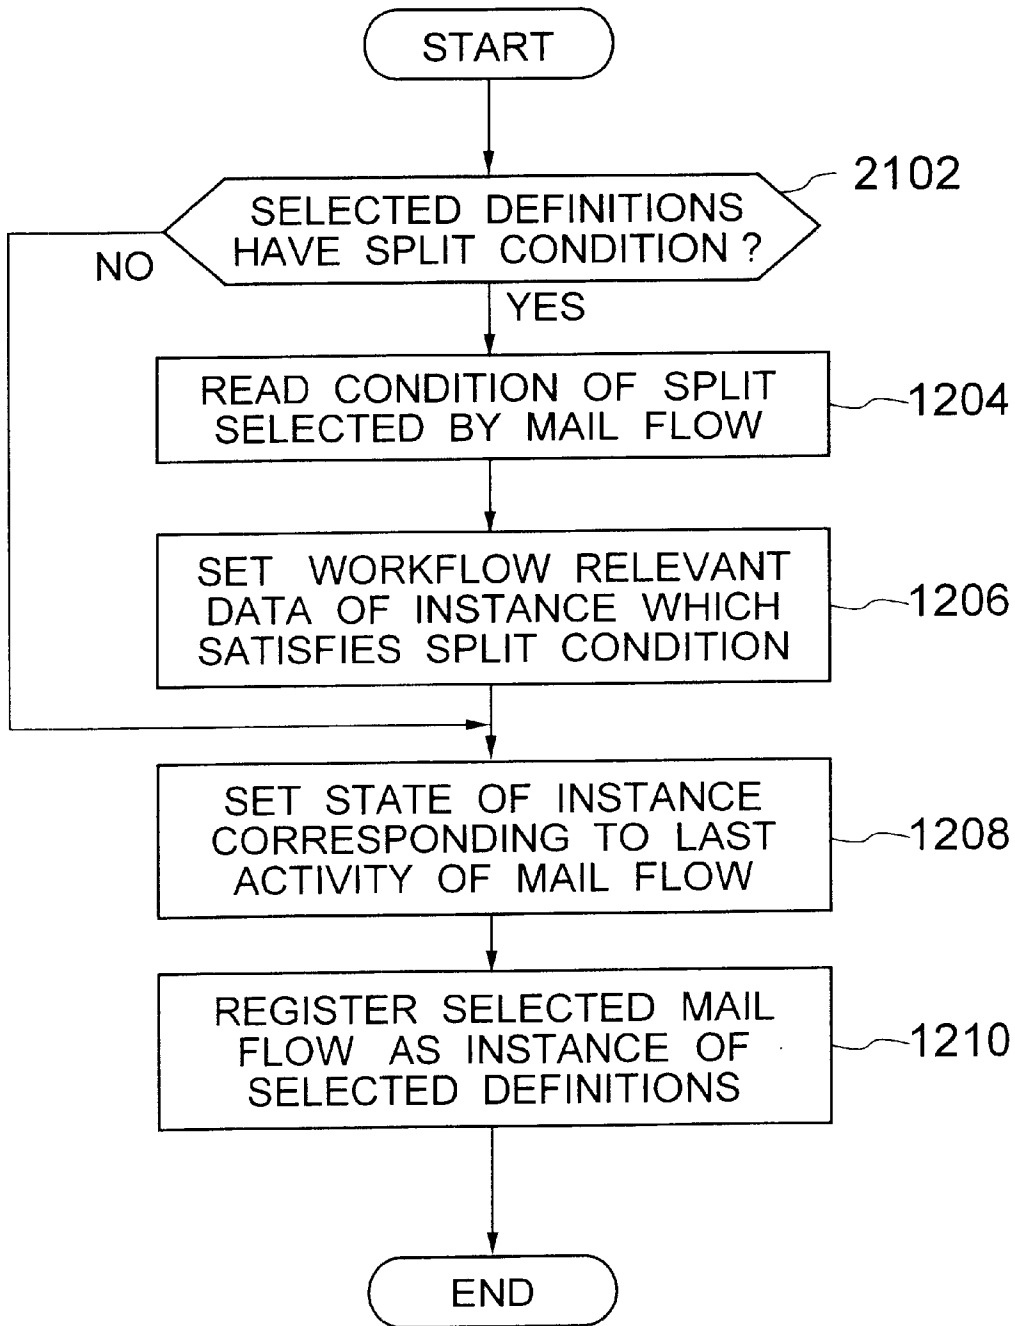 START
2102
SELECTED DEFINITIONS
HAVE SPLIT CONDITION ?
NO
YES
READ CONDITION OF SPLIT
SELECTED BY MAIL FLOW
1204
SET WORKFLOW RELEVANT
DATA OF INSTANCE WHICH
SATISFIES SPLIT CONDITION
1206
SET STATE OF INSTANCE
CORRESPONDING TO LAST
ACTIVITY OF MAIL FLOW
1208
REGISTER SELECTED MAIL
FLOW AS INSTANCE OF
SELECTED DEFINITIONS
1210
END